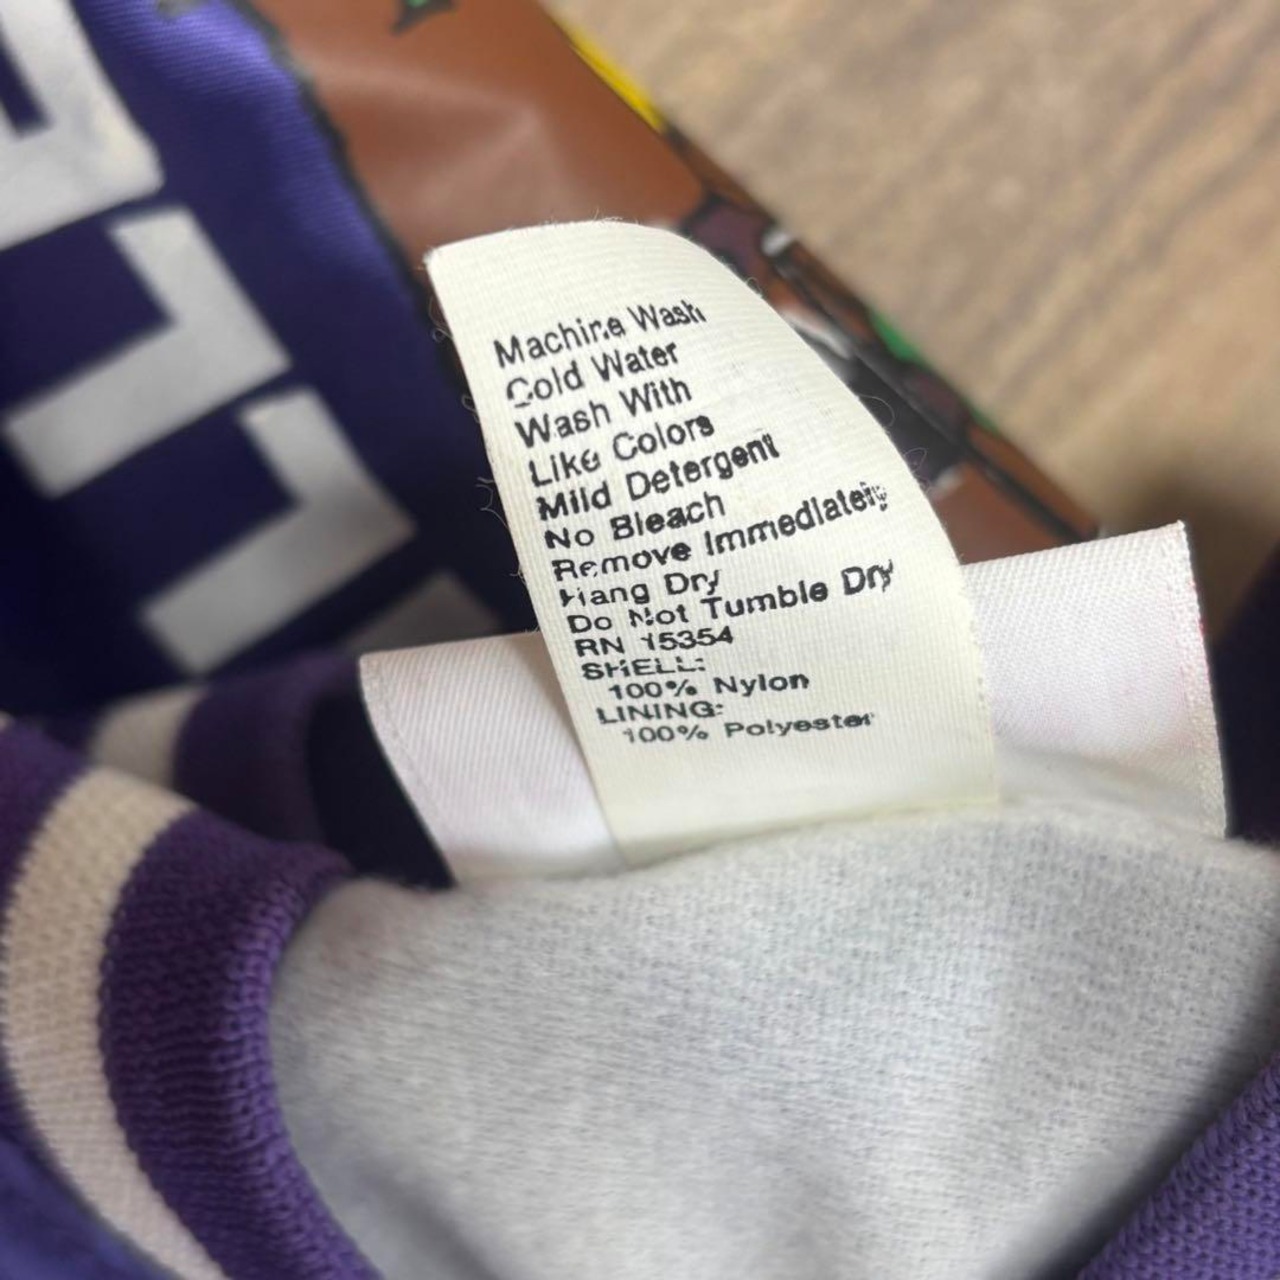 Machine Wash
Cold Water
Wash With
Like Colors
Mild Detergent
No Bleach
Remove Immediately
Hang Dry
Do Not Tumble Dry
RN 15354
SHELL:
100% Nylon
LINING:
100% Polyester